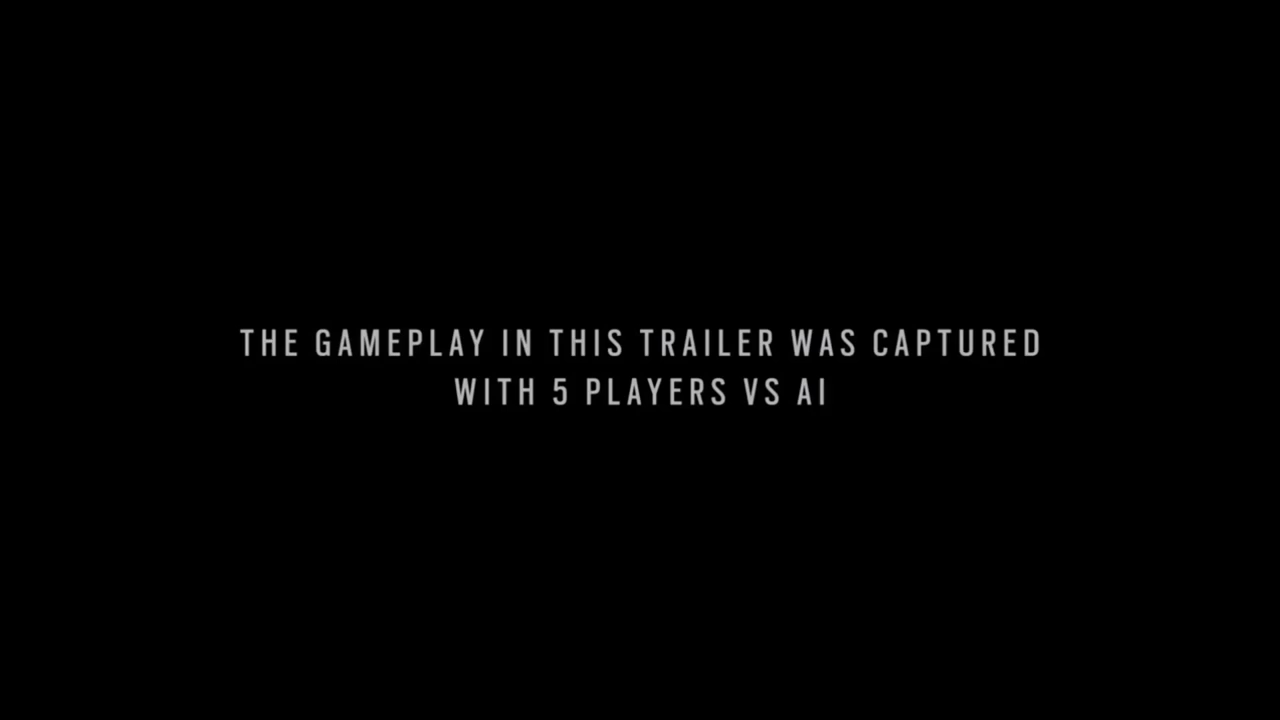 THE GAMEPLAY IN THIS TRAILER WAS CAPTURED
WITH 5 PLAYERS VS AI